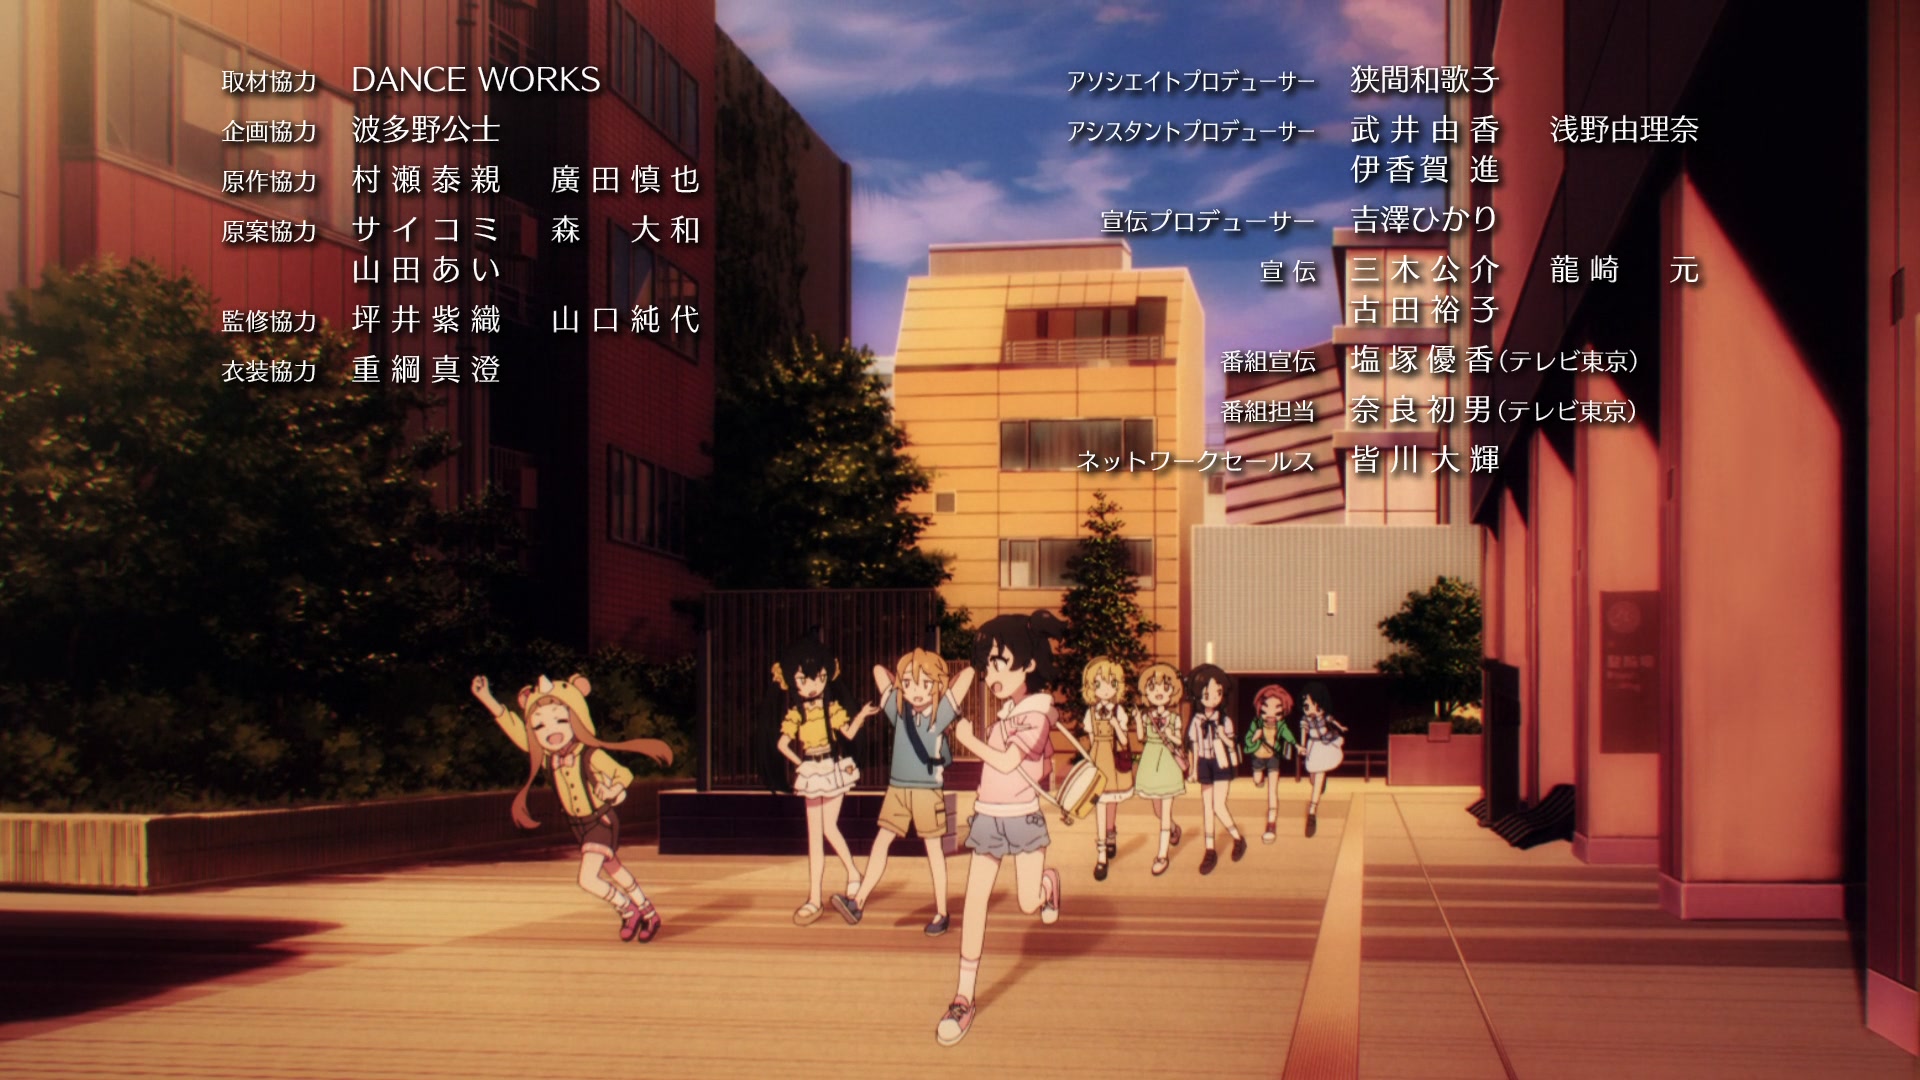 取材協力 DANCE WORKS
企画協力 波多野公士
原作協力 村瀬泰親 廣田慎也
原案協力 サイコミ 森 大和
山田あい
監修協力 坪井紫織 山口純代
衣装協力 重綱真澄
アソシエイトプロデューサー 狭間和歌子
アシスタントプロデューサー 武井由香 浅野由理奈
伊香賀 進
宣伝プロデューサー 吉澤ひかり
宣伝 三木公介 龍崎 元
古田裕子
番組宣伝 塩塚優香(テレビ東京)
番組担当 奈良初男(テレビ東京)
ネットワークセールス 皆川大輝